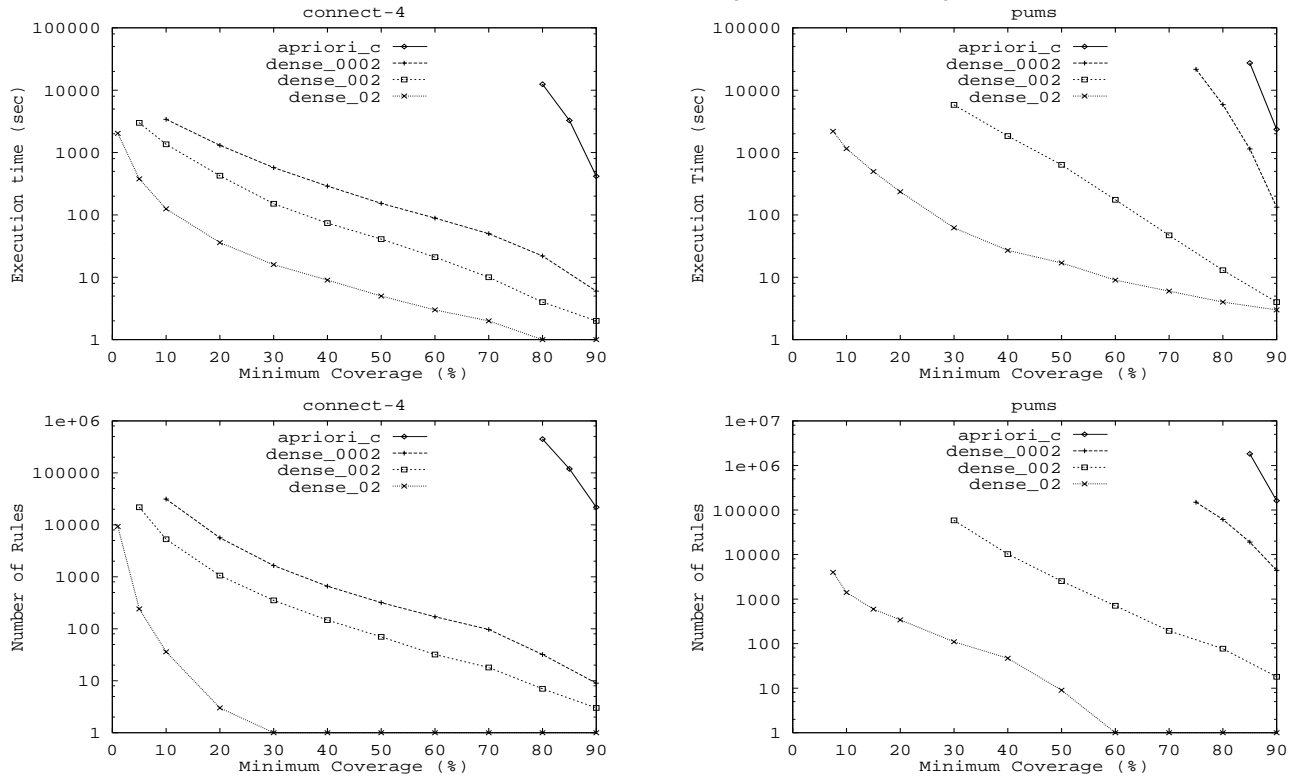 connect-4
100000
10000
1000
100
10
1
Execution time (sec)
apriori_c
dense_0002
dense_002
dense_02
0 10 20 30 40 50 60 70 80 90
Minimum Coverage (%)
pums
100000
10000
1000
100
10
1
Execution Time (sec)
apriori_c
dense_0002
dense_002
dense_02
0 10 20 30 40 50 60 70 80 90
Minimum Coverage (%)
connect-4
1e+06
100000
10000
1000
100
10
1
Number of Rules
apriori_c
dense_0002
dense_002
dense_02
0 10 20 30 40 50 60 70 80 90
Minimum Coverage (%)
pums
1e+07
1e+06
100000
10000
1000
100
10
1
Number of Rules
apriori_c
dense_0002
dense_002
dense_02
0 10 20 30 40 50 60 70 80 90
Minimum Coverage (%)